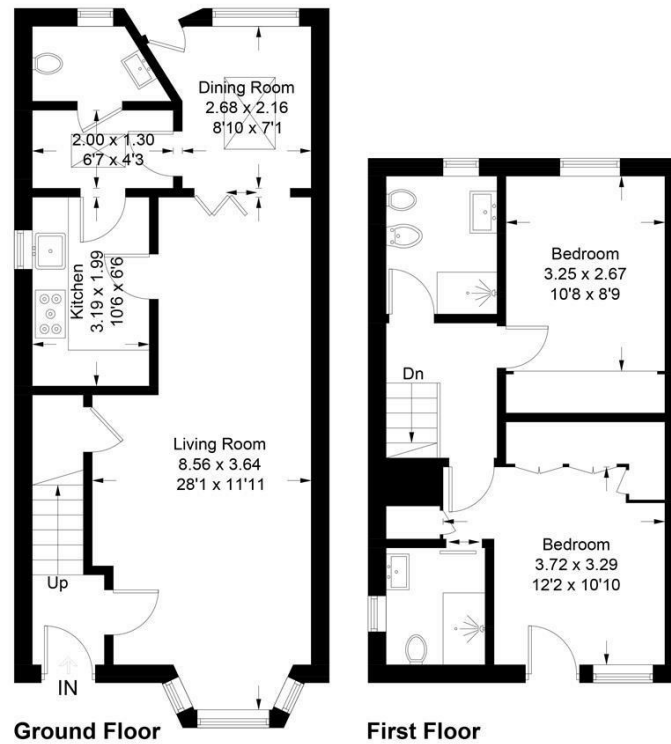 Dining Room
2.68 x 2.16
8'10 x 7'1
2.00 x 1.30
6'7 x 4'3
Kitchen
3.19 x 1.99
10'6 x 6'6
Living Room
8.56 x 3.64
28'1 x 11'11
Up
IN
Ground Floor
Bedroom
3.25 x 2.67
10'8 x 8'9
Dn
Bedroom
3.72 x 3.29
12'2 x 10'10
First Floor